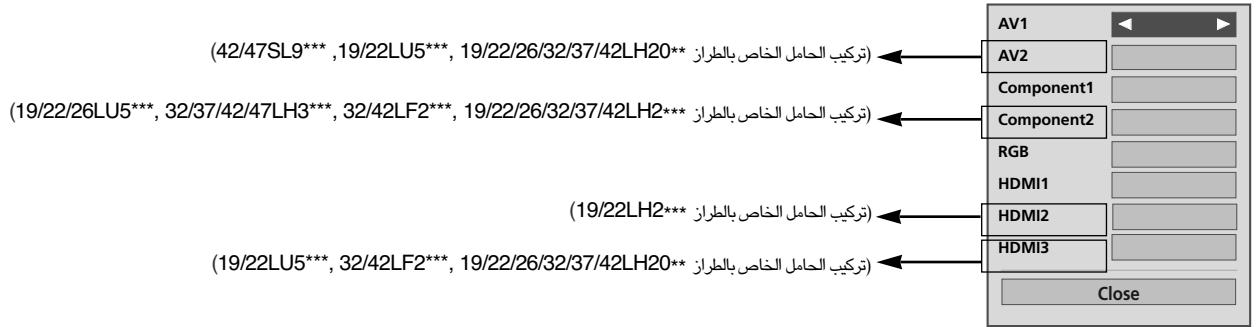 AV1
(تركيب الحامل الخاص بالطراز 19/22/26/32/37/42LH20** ,19/22LU5*** ,42/47SL9***)
AV2
Component1
(تركيب الحامل الخاص بالطراز 19/22/26/32/37/42LH2*** ,32/42LF2*** ,32/37/42/47LH3*** ,19/22/26LU5***)
Component2
RGB
HDMI1
(تركيب الحامل الخاص بالطراز 19/22LH2***)
HDMI2
(تركيب الحامل الخاص بالطراز 19/22/26/32/37/42LH20** ,32/42LF2*** ,19/22LU5***)
HDMI3
Close